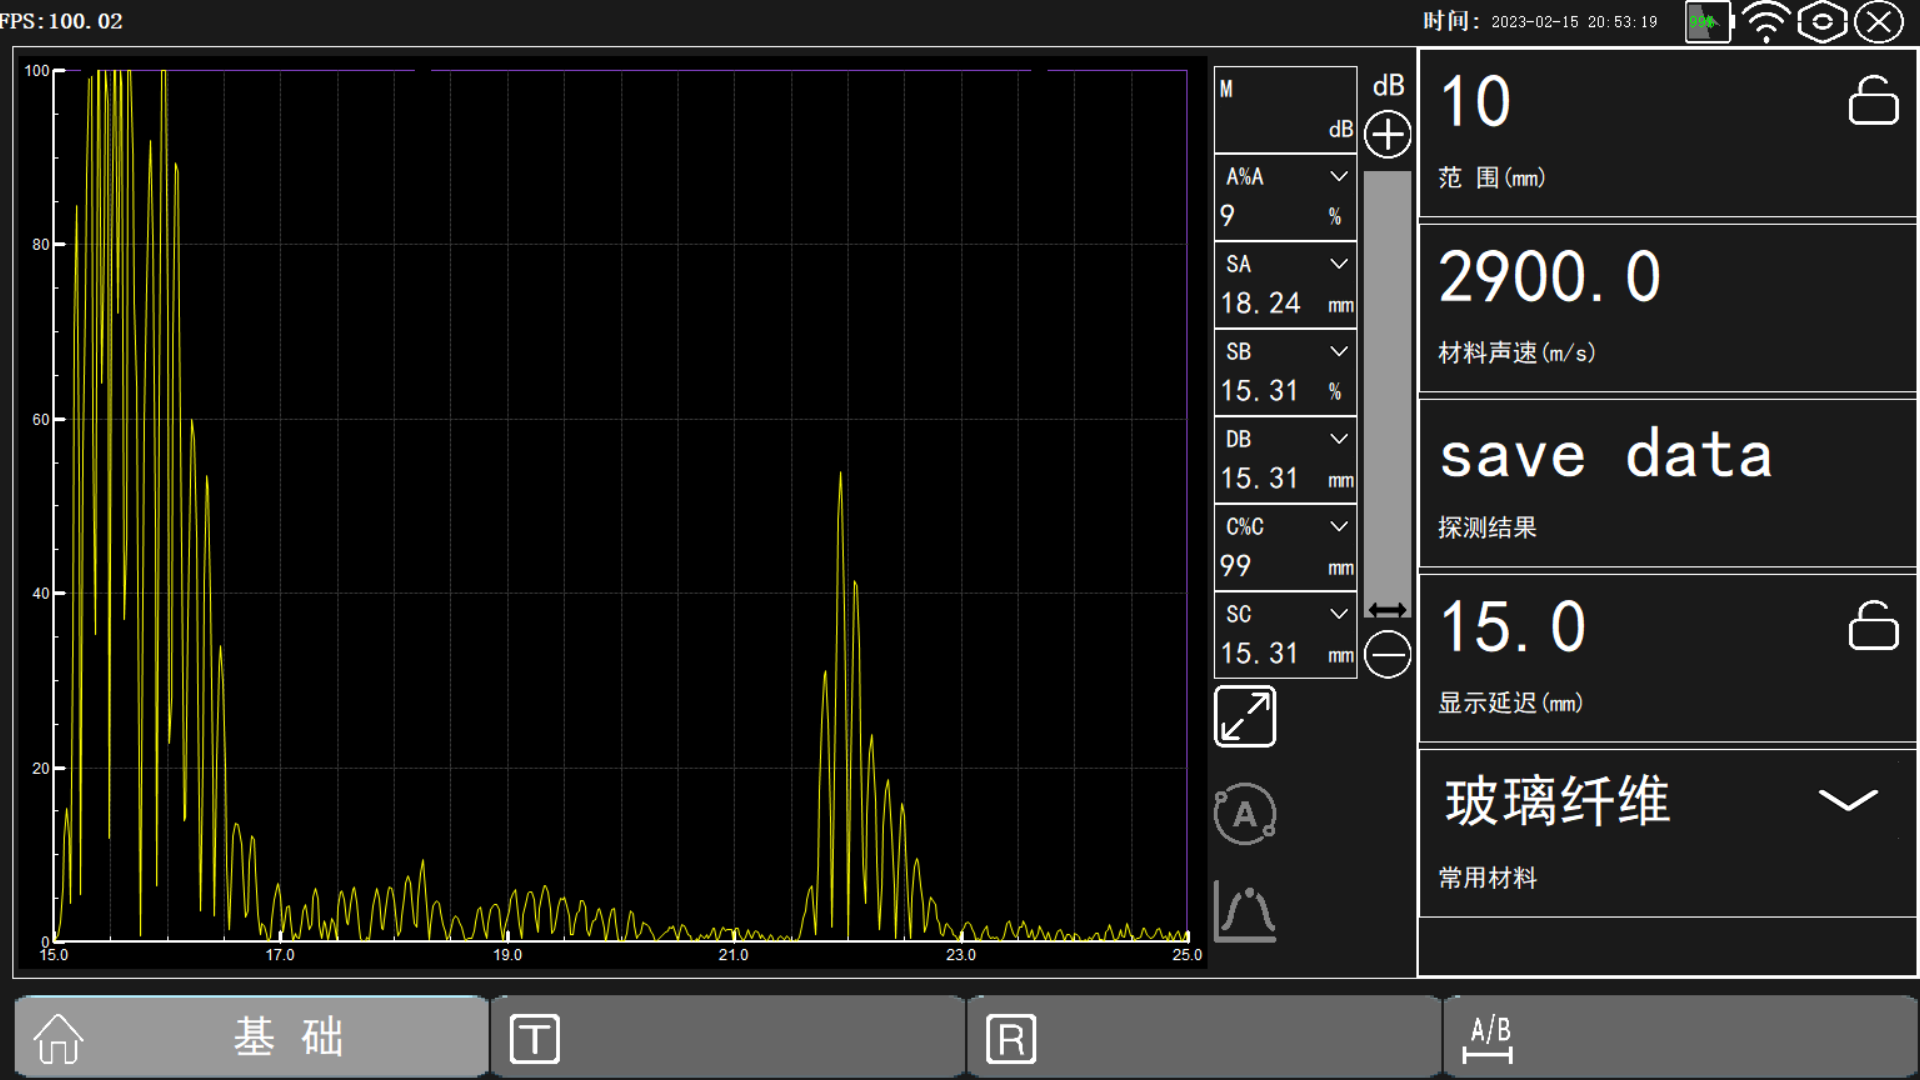 FPS:100.02
时间: 2023-02-15 20:53:19
99%
100
80
60
40
20
0
15.0 17.0 19.0 21.0 23.0 25.0
M
dB
A%A
9 %
SA
18.24 mm
SB
15.31 %
DB
15.31 mm
C%C
99 mm
SC
15.31 mm
dB
A
10
范 围(mm)
2900.0
材料声速(m/s)
save data
探测结果
15.0
显示延迟(mm)
玻璃纤维
常用材料
基 础
T
R
A/B